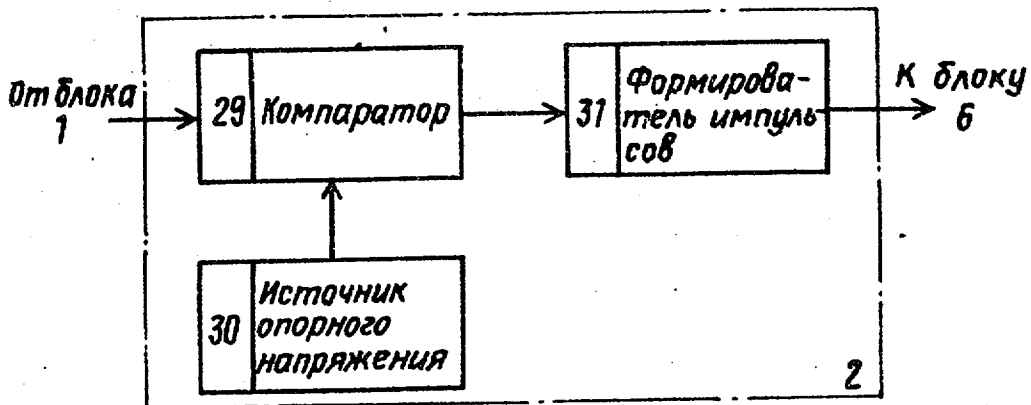 От блока
1
29
Компаратор
31
Формирова-
тель импуль
сов
К блоку
6
30
Источник
опорного
напряжения
2